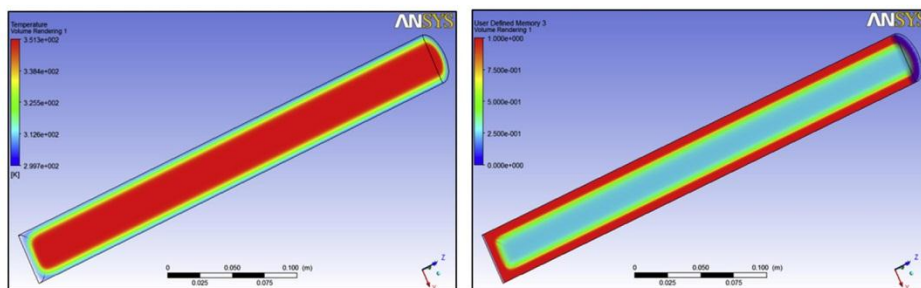 Temperature
Volume Rendering 1
3.513e+002
3.384e+002
3.255e+002
3.126e+002
2.997e+002
[K]
ANSYS
0 0.050 0.100 (m)
0.025 0.075
Z
User Defined Memory 3
Volume Rendering 1
1.000e+000
7.500e-001
5.000e-001
2.500e-001
0.000e+000
ANSYS
0 0.050 0.100 (m)
0.025 0.075
Z